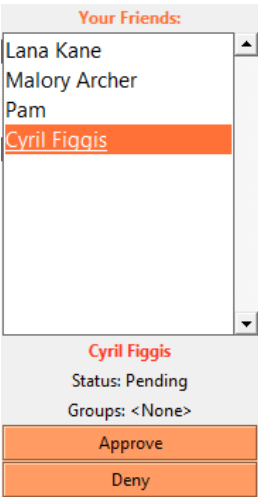 Your Friends:
Lana Kane
Malory Archer
Pam
Cyril Figgis
Cyril Figgis
Status: Pending
Groups: <None>
Approve
Deny